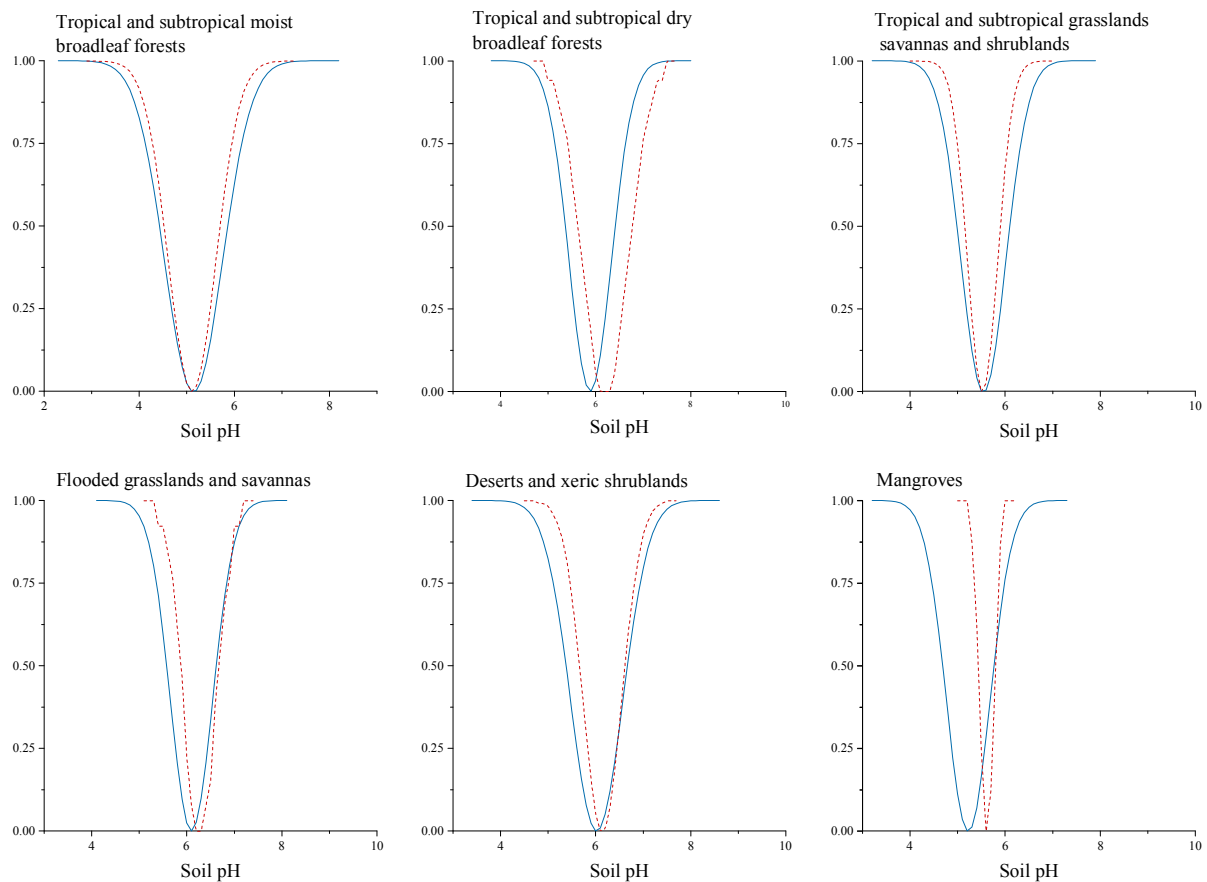 Tropical and subtropical moist
broadleaf forests
1.00
0.75
0.50
0.25
0.00
2 4 6 8
Soil pH
Tropical and subtropical dry
broadleaf forests
1.00
0.75
0.50
0.25
0.00
4 6 8 10
Soil pH
Tropical and subtropical grasslands
savannas and shrublands
1.00
0.75
0.50
0.25
0.00
4 6 8 10
Soil pH
Flooded grasslands and savannas
1.00
0.75
0.50
0.25
0.00
4 6 8 10
Soil pH
Deserts and xeric shrublands
1.00
0.75
0.50
0.25
0.00
4 6 8 10
Soil pH
Mangroves
1.00
0.75
0.50
0.25
0.00
4 6 8 10
Soil pH